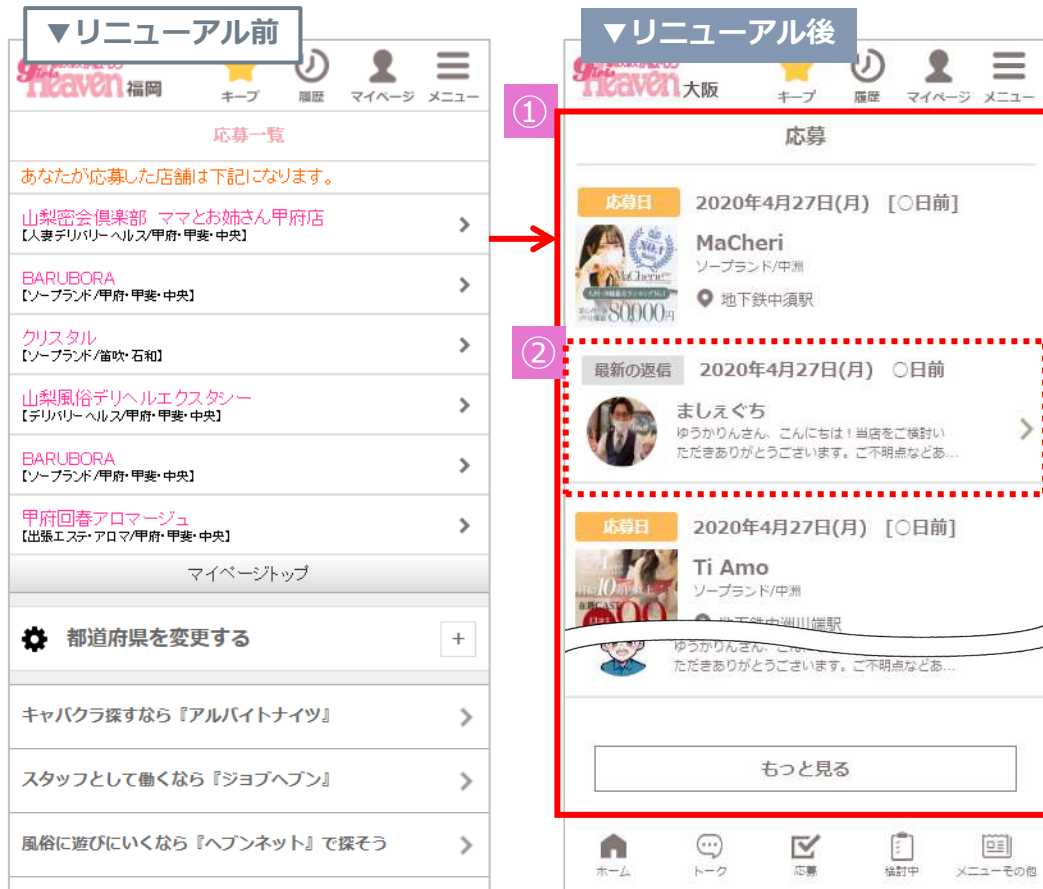 ▼リニューアル前
girls
Heaven 福岡
キープ
履歴
マイページ
メニュー
応募一覧
あなたが応募した店舗は下記になります。
山梨密会倶楽部 ママとお姉さん甲府店
【人妻デリバリーヘルス/甲府・甲斐・中央】
BARUBORA
【ソープランド/甲府・甲斐・中央】
クリスタル
【ソープランド/笛吹・石和】
山梨風俗デリヘルエクスタシー
【デリバリーヘルス/甲府・甲斐・中央】
BARUBORA
【ソープランド/甲府・甲斐・中央】
甲府回春アロマージュ
【出張エステ・アロマ/甲府・甲斐・中央】
マイページトップ
都道府県を変更する
+
キャバクラ探すなら『アルバイトナイツ』
スタッフとして働くなら『ジョブヘブン』
風俗に遊びにいくなら『ヘブンネット』で探そう
▼リニューアル後
girls
Heaven 大阪
キープ
履歴
マイページ
メニュー
①
応募
応募日 2020年4月27日(月) [○日前]
MaCheri
ソープランド/中洲
地下鉄中須駅
NO.1
MaCherie
80,000円
②
最新の返信 2020年4月27日(月) ○日前
ましぇぐち
ゆうかりんさん、こんにちは！当店をご検討い
ただきありがとうございます。ご不明点などあ...
応募日 2020年4月27日(月) [○日前]
Ti Amo
ソープランド/中洲
地下鉄中洲川端駅
ゆうかりんさん、こんに
ただきありがとうございます。ご不明点などあ...
もっと見る
ホーム
トーク
応募
検討中
メニューその他